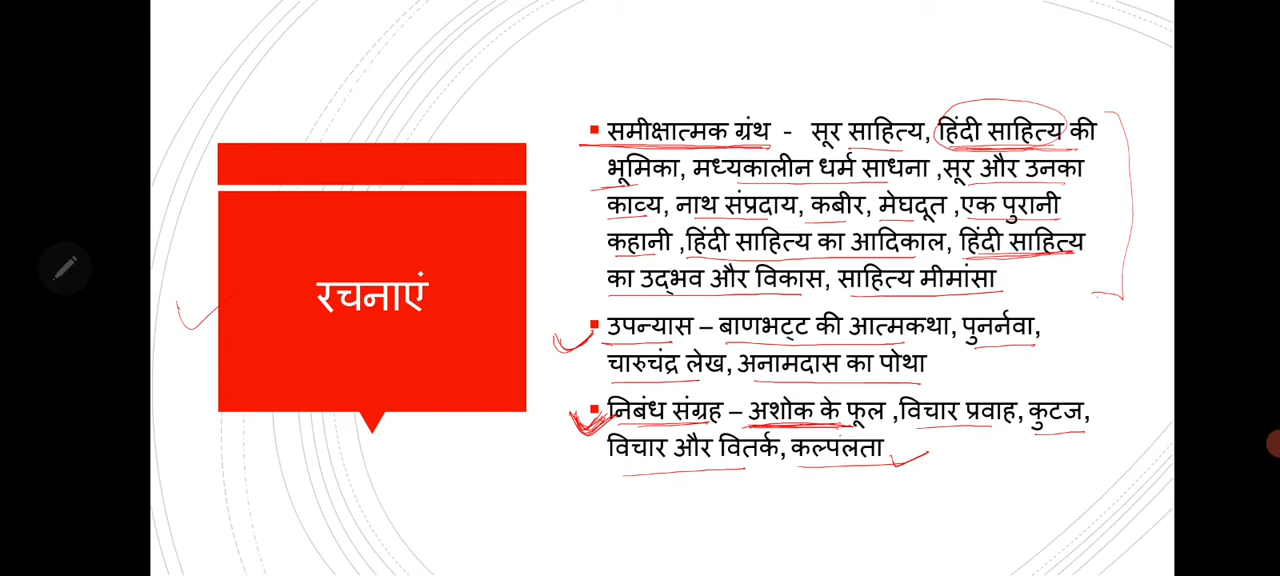 रचनाएं
समीक्षात्मक ग्रंथ - सूर साहित्य, हिंदी साहित्य की
भूमिका, मध्यकालीन धर्म साधना ,सूर और उनका
काव्य, नाथ संप्रदाय, कबीर, मेघदूत ,एक पुरानी
कहानी ,हिंदी साहित्य का आदिकाल, हिंदी साहित्य
का उद्भव और विकास, साहित्य मीमांसा
उपन्यास – बाणभट्ट की आत्मकथा, पुनर्नवा,
चारुचंद्र लेख, अनामदास का पोथा
निबंध संग्रह – अशोक के फूल ,विचार प्रवाह, कुटज,
विचार और वितर्क, कल्पलता